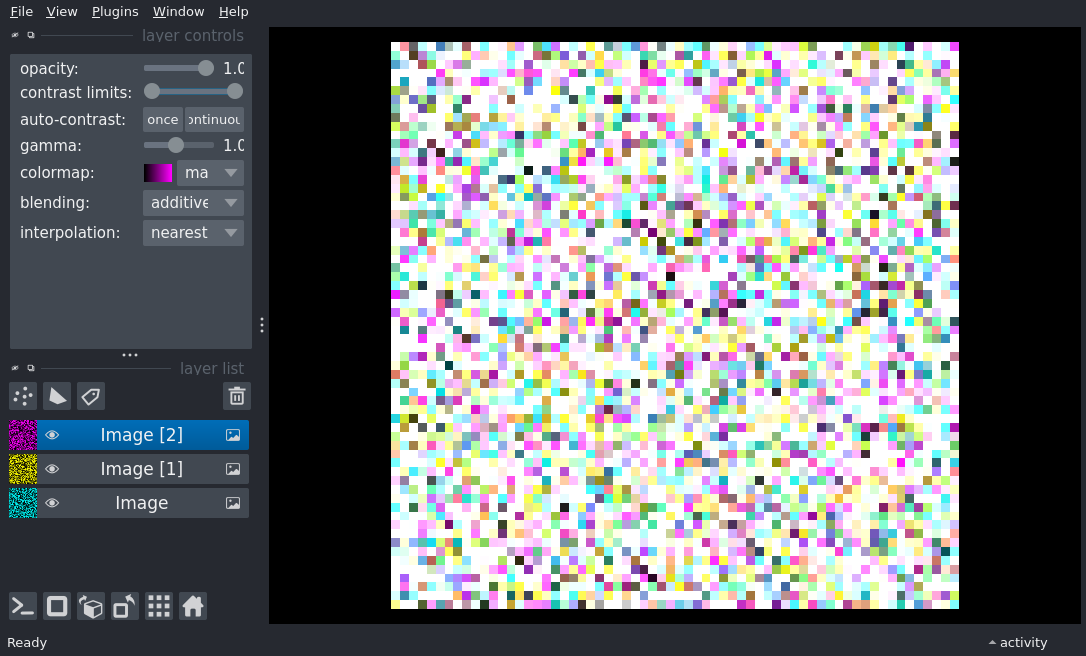 File View Plugins Window Help
layer controls
opacity: 1.0
contrast limits:
auto-contrast: once ontinuou
gamma: 1.0
colormap: ma
blending: additive
interpolation: nearest
layer list
Image [2]
Image [1]
Image
Ready
activity